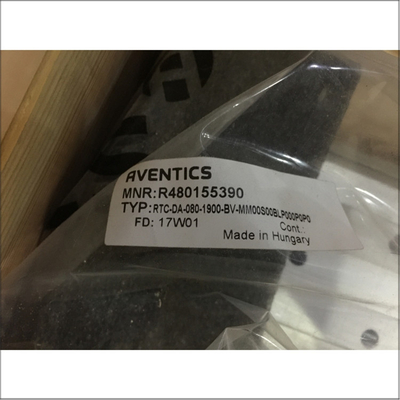 AVENTICS
MNR:R480155390
TYP:RTC-DA-080-1900-BV-MM00S00BLP000P0P0
Cont.:
FD: 17W01
Made in Hungary